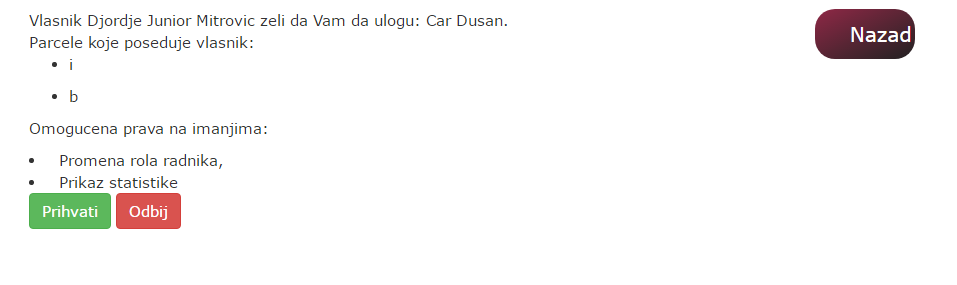 Vlasnik Djordje Junior Mitrovic zeli da Vam da ulogu: Car Dusan.
Nazad
Parcele koje poseduje vlasnik:
i
b
Omogucena prava na imanjima:
Promena rola radnika,
Prikaz statistike
Prihvati Odbij